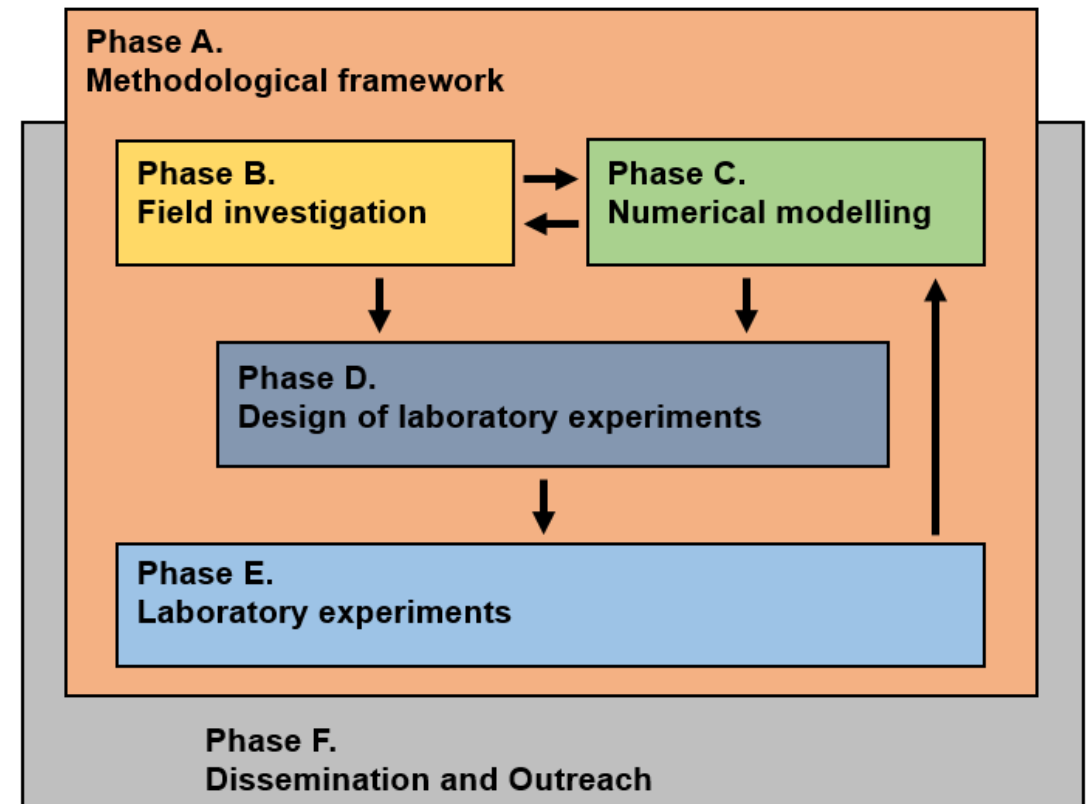 Phase A.
Methodological framework
Phase B.
Field investigation
Phase C.
Numerical modelling
Phase D.
Design of laboratory experiments
Phase E.
Laboratory experiments
Phase F.
Dissemination and Outreach